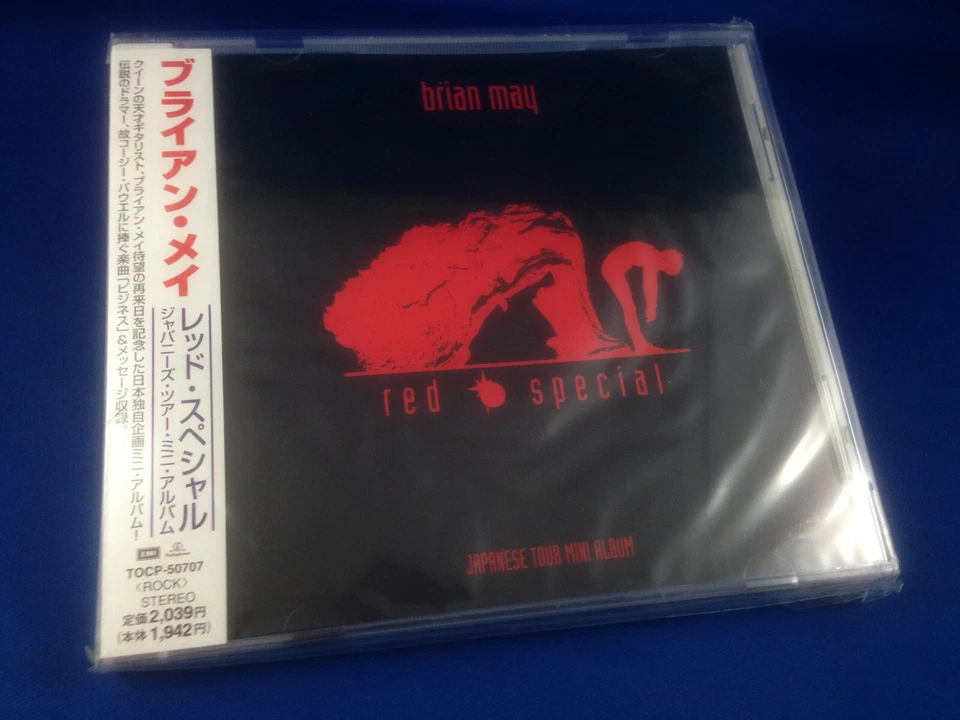 ブライアン・メイ
レッド・スペシャル
ジャパニーズ・ツアー・ミニ・アルバム
クイーンの天才ギタリスト、ブライアン・メイ待望の再来日を記念した日本独自企画ミニ・アルバム!
伝説のドラマー、故コージー・パウエルに捧ぐ楽曲「ビジネス」&メッセージ収録。
EMI
Parlophone
TOCP-50707
〈ROCK〉
STEREO
定価2,039円
(本体1,942円)
brian may
red special
JAPANESE TOUR MINI ALBUM